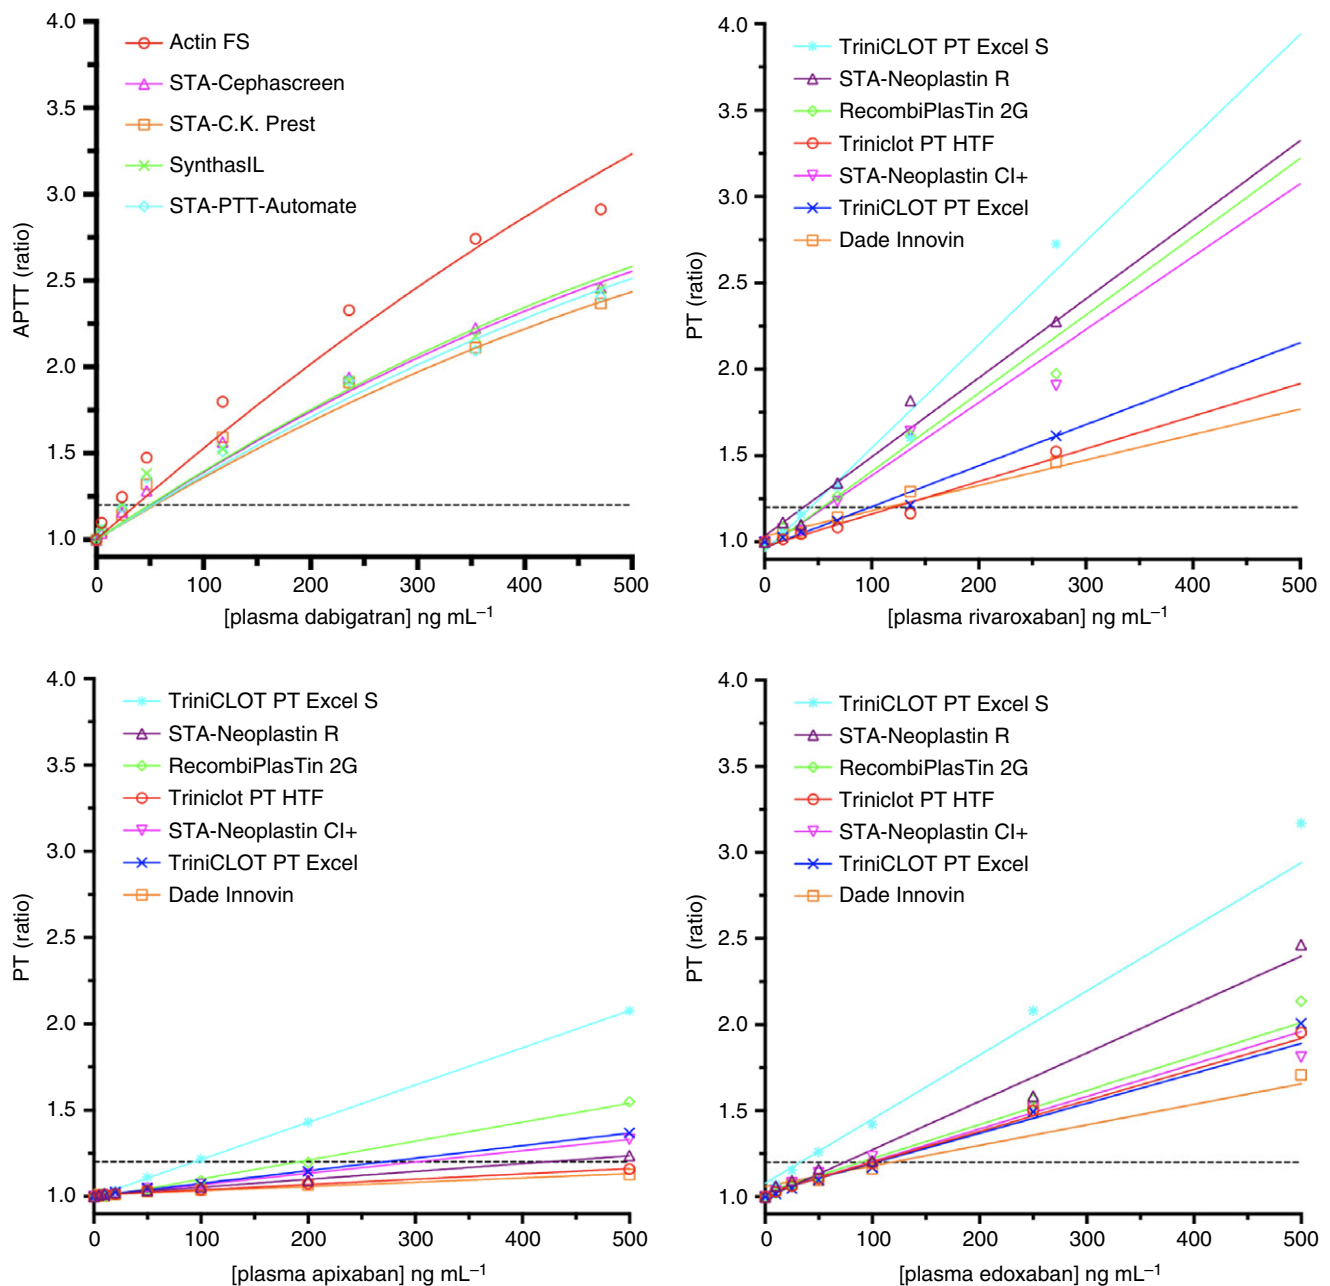 4.0
3.5
3.0
2.5
2.0
1.5
1.0
APTT (ratio)
Actin FS
STA-Cephascreen
STA-C.K. Prest
SynthasIL
STA-PTT-Automate
0 100 200 300 400 500
[plasma dabigatran] ng mL⁻¹
4.0
3.5
3.0
2.5
2.0
1.5
1.0
PT (ratio)
TriniCLOT PT Excel S
STA-Neoplastin R
RecombiPlasTin 2G
Triniclot PT HTF
STA-Neoplastin CI+
TriniCLOT PT Excel
Dade Innovin
0 100 200 300 400 500
[plasma rivaroxaban] ng mL⁻¹
4.0
3.5
3.0
2.5
2.0
1.5
1.0
PT (ratio)
TriniCLOT PT Excel S
STA-Neoplastin R
RecombiPlasTin 2G
Triniclot PT HTF
STA-Neoplastin CI+
TriniCLOT PT Excel
Dade Innovin
0 100 200 300 400 500
[plasma apixaban] ng mL⁻¹
4.0
3.5
3.0
2.5
2.0
1.5
1.0
PT (ratio)
TriniCLOT PT Excel S
STA-Neoplastin R
RecombiPlasTin 2G
Triniclot PT HTF
STA-Neoplastin CI+
TriniCLOT PT Excel
Dade Innovin
0 100 200 300 400 500
[plasma edoxaban] ng mL⁻¹